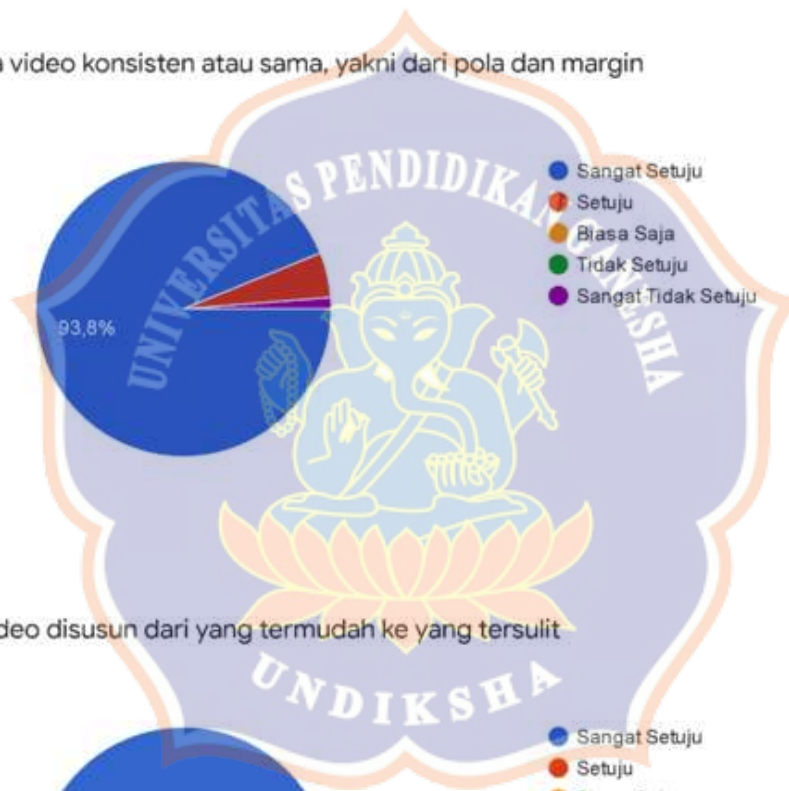 video konsisten atau sama, yakni dari pola dan margin
UNIVERSITAS PENDIDIKAN GANESHA
Sangat Setuju
Setuju
Biasa Saja
Tidak Setuju
Sangat Tidak Setuju
93,8%
disusun dari yang termudah ke yang tersulit
UNDIKSHA
Sangat Setuju
Setuju